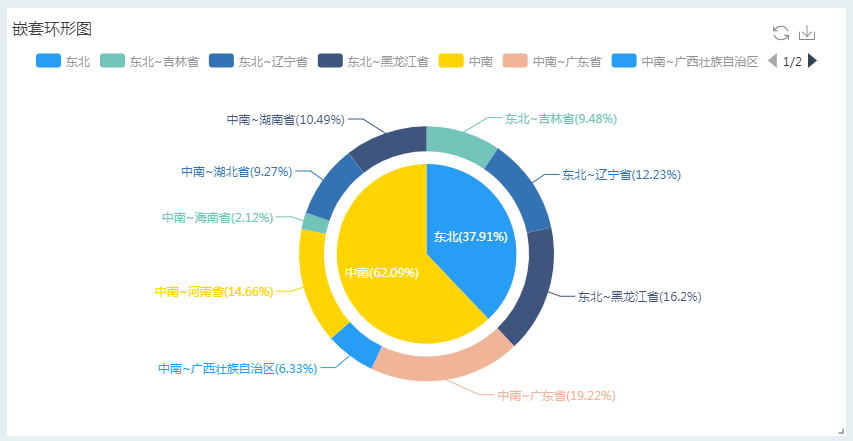 嵌套环形图
东北 东北~吉林省 东北~辽宁省 东北~黑龙江省 中南 中南~广东省 中南~广西壮族自治区 1/2
中南~湖南省(10.49%)
东北~吉林省(9.48%)
中南~湖北省(9.27%)
东北~辽宁省(12.23%)
中南~海南省(2.12%)
东北(37.91%)
中南(62.09%)
中南~河南省(14.66%)
东北~黑龙江省(16.2%)
中南~广西壮族自治区(6.33%)
中南~广东省(19.22%)